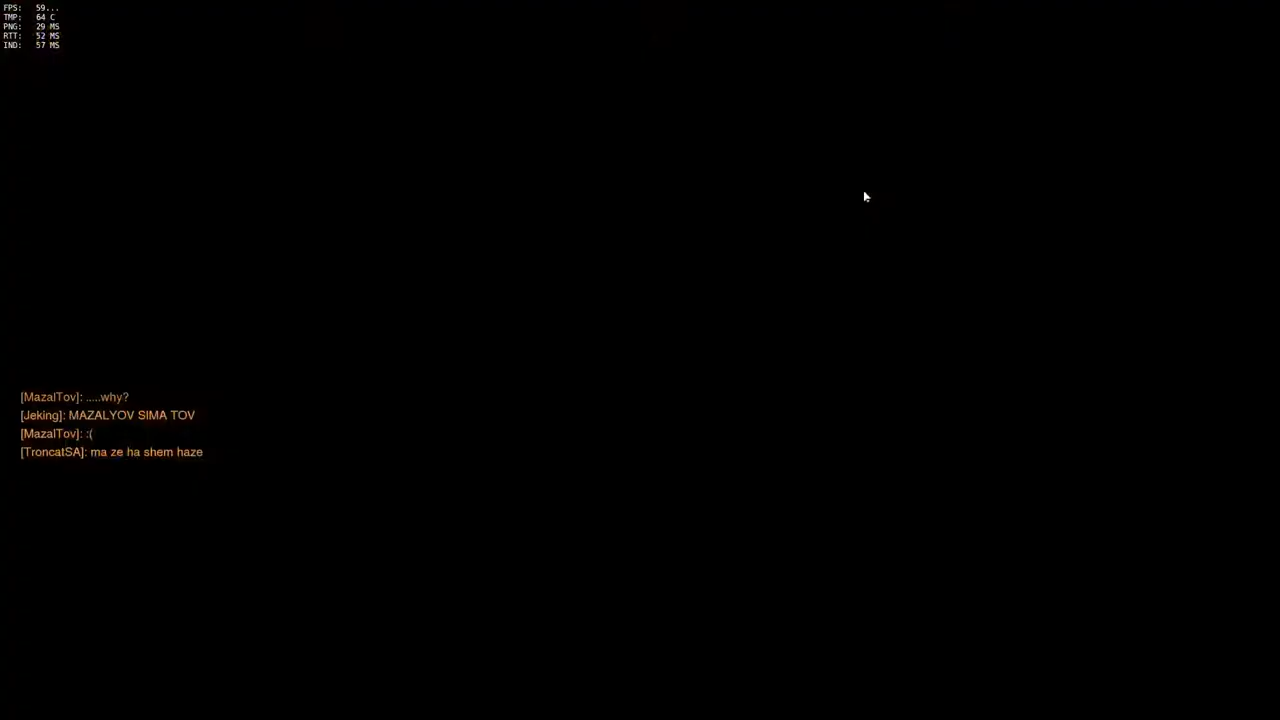 FPS: 59...
TMP: 64 C
PNG: 29 MS
RTT: 52 MS
IND: 57 MS
[MazalTov]: .....why?
[Jeking]: MAZALYOV SIMA TOV
[MazalTov]: :(
[TroncatSA]: ma ze ha shem haze